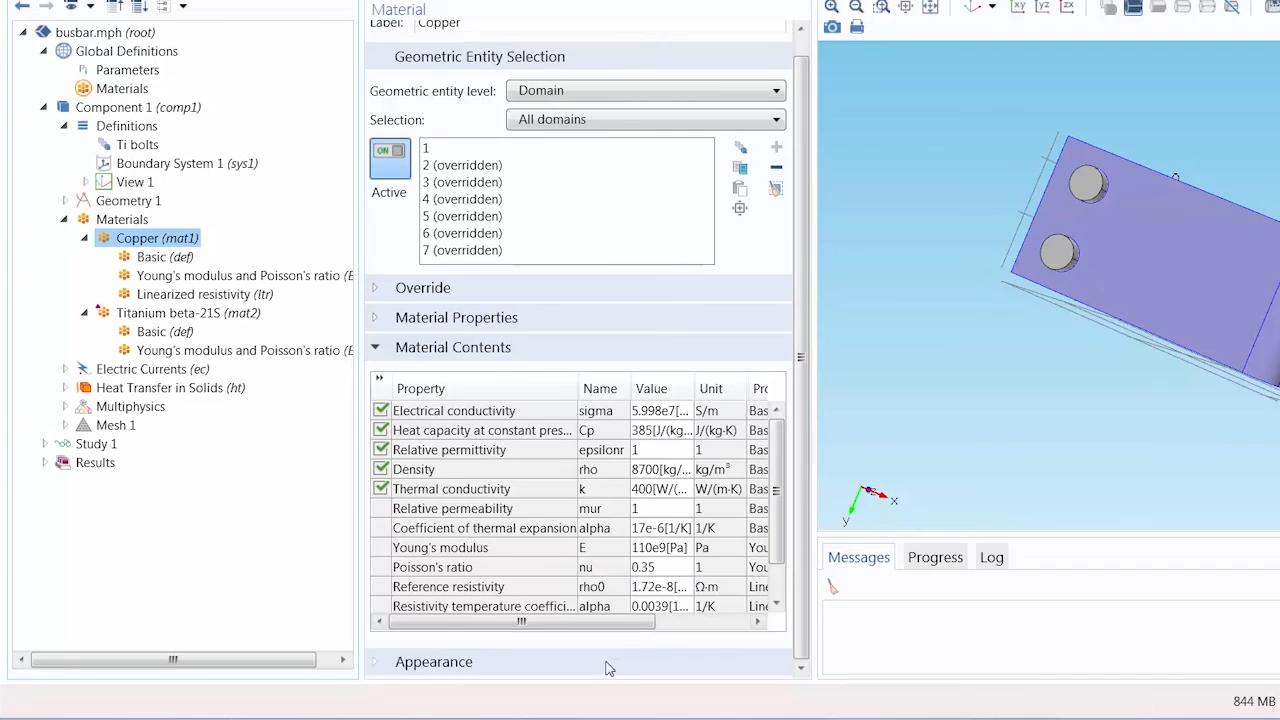 busbar.mph (root)
Global Definitions
Pi Parameters
Materials
Component 1 (comp1)
Definitions
Ti bolts
Boundary System 1 (sys1)
View 1
Geometry 1
Materials
Copper (mat1)
Basic (def)
Young's modulus and Poisson's ratio (E
Linearized resistivity (ltr)
Titanium beta-21S (mat2)
Basic (def)
Young's modulus and Poisson's ratio (E
Electric Currents (ec)
Heat Transfer in Solids (ht)
Multiphysics
Mesh 1
Study 1
Results
Material
Label: Copper
Geometric Entity Selection
Geometric entity level: Domain
Selection: All domains
ON
Active
1
2 (overridden)
3 (overridden)
4 (overridden)
5 (overridden)
6 (overridden)
7 (overridden)
Override
Material Properties
Material Contents
Property Name Value Unit Pro
Electrical conductivity sigma 5.998e7[... S/m Bas
Heat capacity at constant pres... Cp 385[J/(kg... J/(kg·K) Bas
Relative permittivity epsilonr 1 1 Bas
Density rho 8700[kg/... kg/m³ Bas
Thermal conductivity k 400[W/(... W/(m·K) Bas
Relative permeability mur 1 1 Bas
Coefficient of thermal expansion alpha 17e-6[1/K] 1/K Bas
Young's modulus E 110e9[Pa] Pa You
Poisson's ratio nu 0.35 1 You
Reference resistivity rho0 1.72e-8[... Ω·m Line
Resistivity temperature coeffici... alpha 0.0039[1... 1/K Line
Appearance
xy yz zx
0
y z x
Messages Progress Log
844 MB